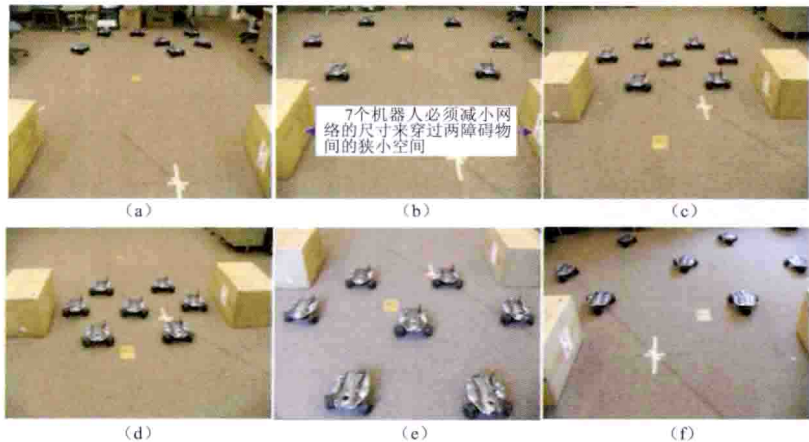 7个机器人必须减小网
络的尺寸来穿过两障碍物
间的狭小空间
(a)
(b)
(c)
(d)
(e)
(f)